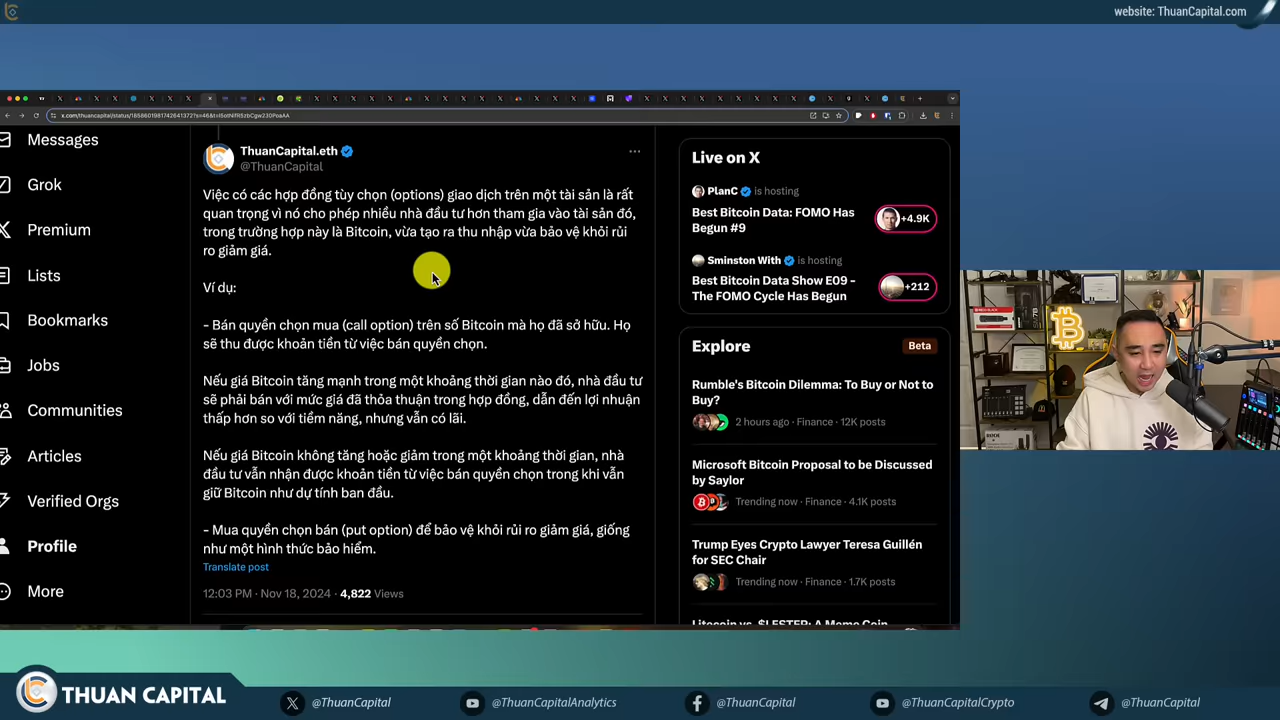 website: ThuanCapital.com
x.com/thuancapital/status/
Messages
Grok
Premium
Lists
Bookmarks
Jobs
Communities
Articles
Verified Orgs
Profile
More
ThuanCapital.eth
@ThuanCapital
Việc có các hợp đồng tùy chọn (options) giao dịch trên một tài sản là rất
quan trọng vì nó cho phép nhiều nhà đầu tư hơn tham gia vào tài sản đó,
trong trường hợp này là Bitcoin, vừa tạo ra thu nhập vừa bảo vệ khỏi rủi
ro giảm giá.
Ví dụ:
- Bán quyền chọn mua (call option) trên số Bitcoin mà họ đã sở hữu. Họ
sẽ thu được khoản tiền từ việc bán quyền chọn.
Nếu giá Bitcoin tăng mạnh trong một khoảng thời gian nào đó, nhà đầu tư
sẽ phải bán với mức giá đã thỏa thuận trong hợp đồng, dẫn đến lợi nhuận
thấp hơn so với tiềm năng, nhưng vẫn có lãi.
Nếu giá Bitcoin không tăng hoặc giảm trong một khoảng thời gian, nhà
đầu tư vẫn nhận được khoản tiền từ việc bán quyền chọn trong khi vẫn
giữ Bitcoin như dự tính ban đầu.
- Mua quyền chọn bán (put option) để bảo vệ khỏi rủi ro giảm giá, giống
như một hình thức bảo hiểm.
Translate post
12:03 PM · Nov 18, 2024 · 4,822 Views
Live on X
PlanC is hosting
Best Bitcoin Data: FOMO Has
Begun #9
+4.9K
Sminston With is hosting
Best Bitcoin Data Show E09 –
The FOMO Cycle Has Begun
+212
Explore
Beta
Rumble's Bitcoin Dilemma: To Buy or Not to
Buy?
2 hours ago · Finance · 12K posts
Microsoft Bitcoin Proposal to be Discussed
by Saylor
Trending now · Finance · 4.1K posts
Trump Eyes Crypto Lawyer Teresa Guillén
for SEC Chair
Trending now · Finance · 1.7K posts
Litecoin vs. $LESTER: A Meme Coin
THUAN CAPITAL
@ThuanCapital
@ThuanCapitalAnalytics
@ThuanCapital
@ThuanCapitalCrypto
@ThuanCapital